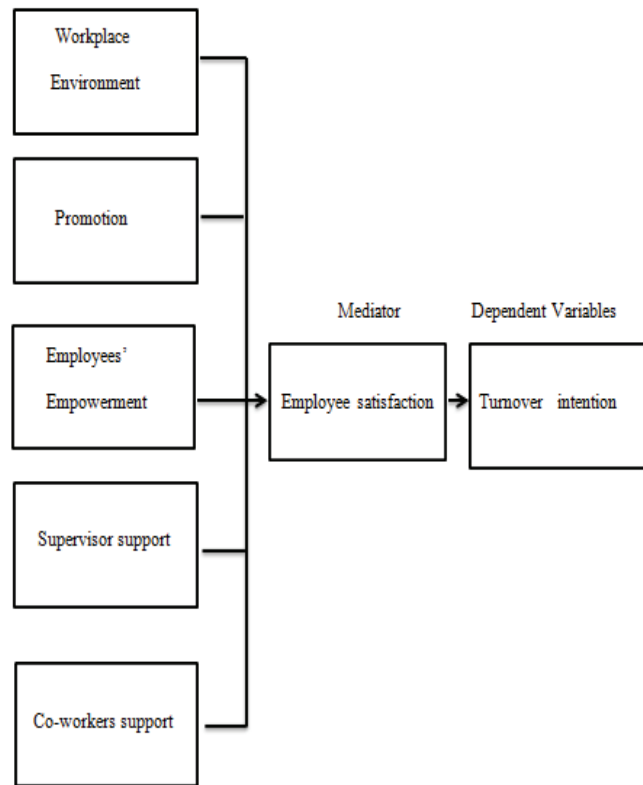 Workplace
Environment
Promotion
Employees’
Empowerment
Supervisor support
Co-workers support
Mediator
Employee satisfaction
Dependent Variables
Turnover intention